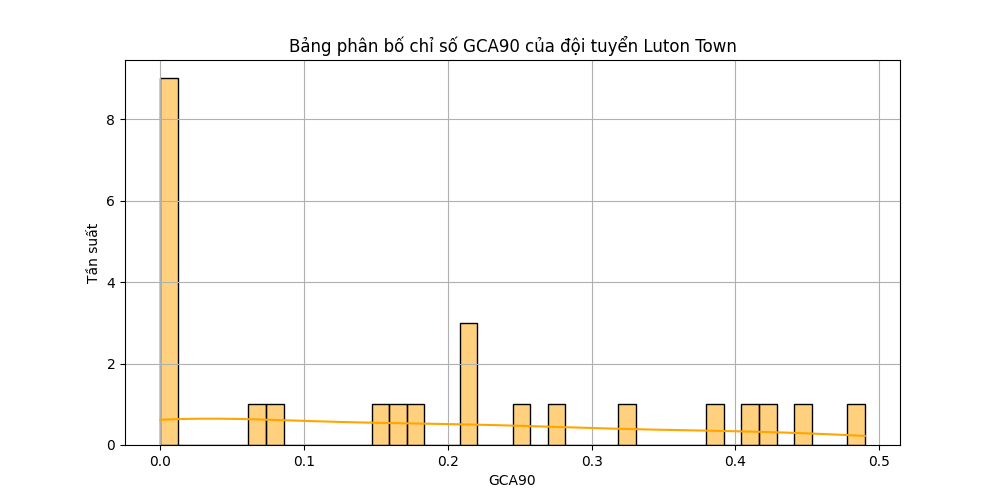 Bảng phân bố chỉ số GCA90 của đội tuyển Luton Town
8
6
4
2
0
Tần suất
0.0 0.1 0.2 0.3 0.4 0.5
GCA90